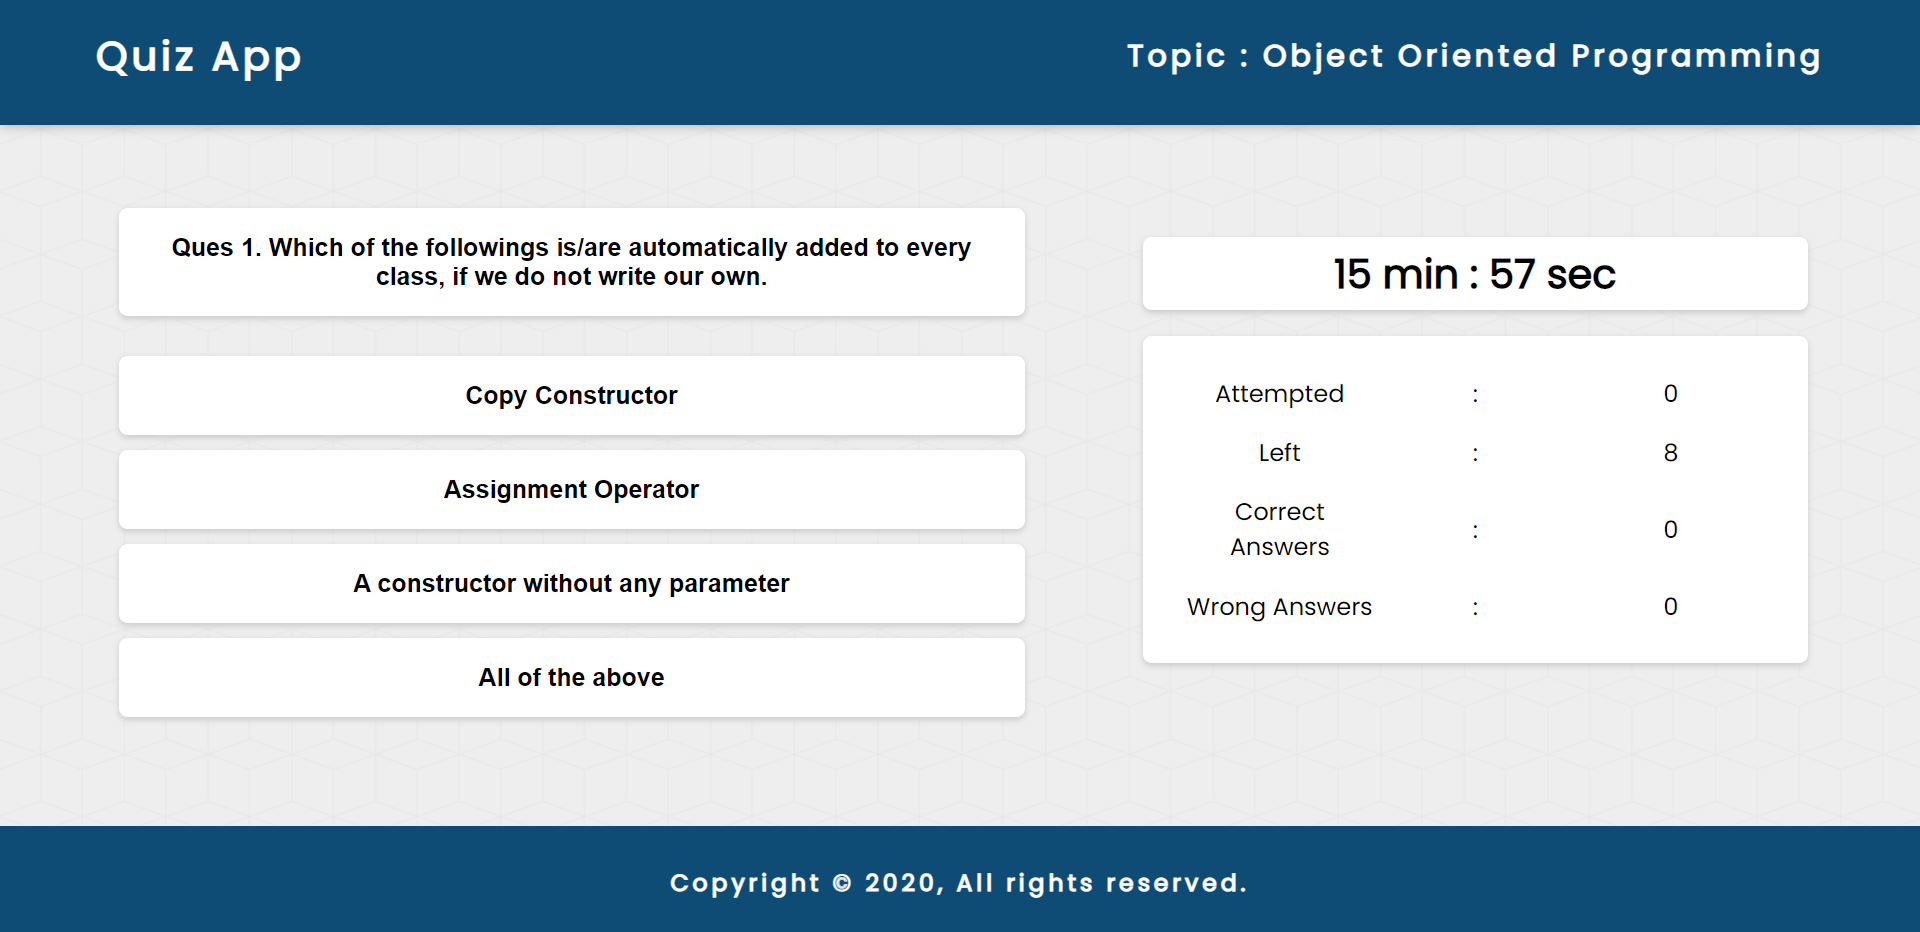 Quiz App
Topic : Object Oriented Programming
Ques 1. Which of the followings is/are automatically added to every
class, if we do not write our own.
Copy Constructor
Assignment Operator
A constructor without any parameter
All of the above
15 min : 57 sec
Attempted : 0
Left : 8
Correct
Answers : 0
Wrong Answers : 0
Copyright © 2020, All rights reserved.